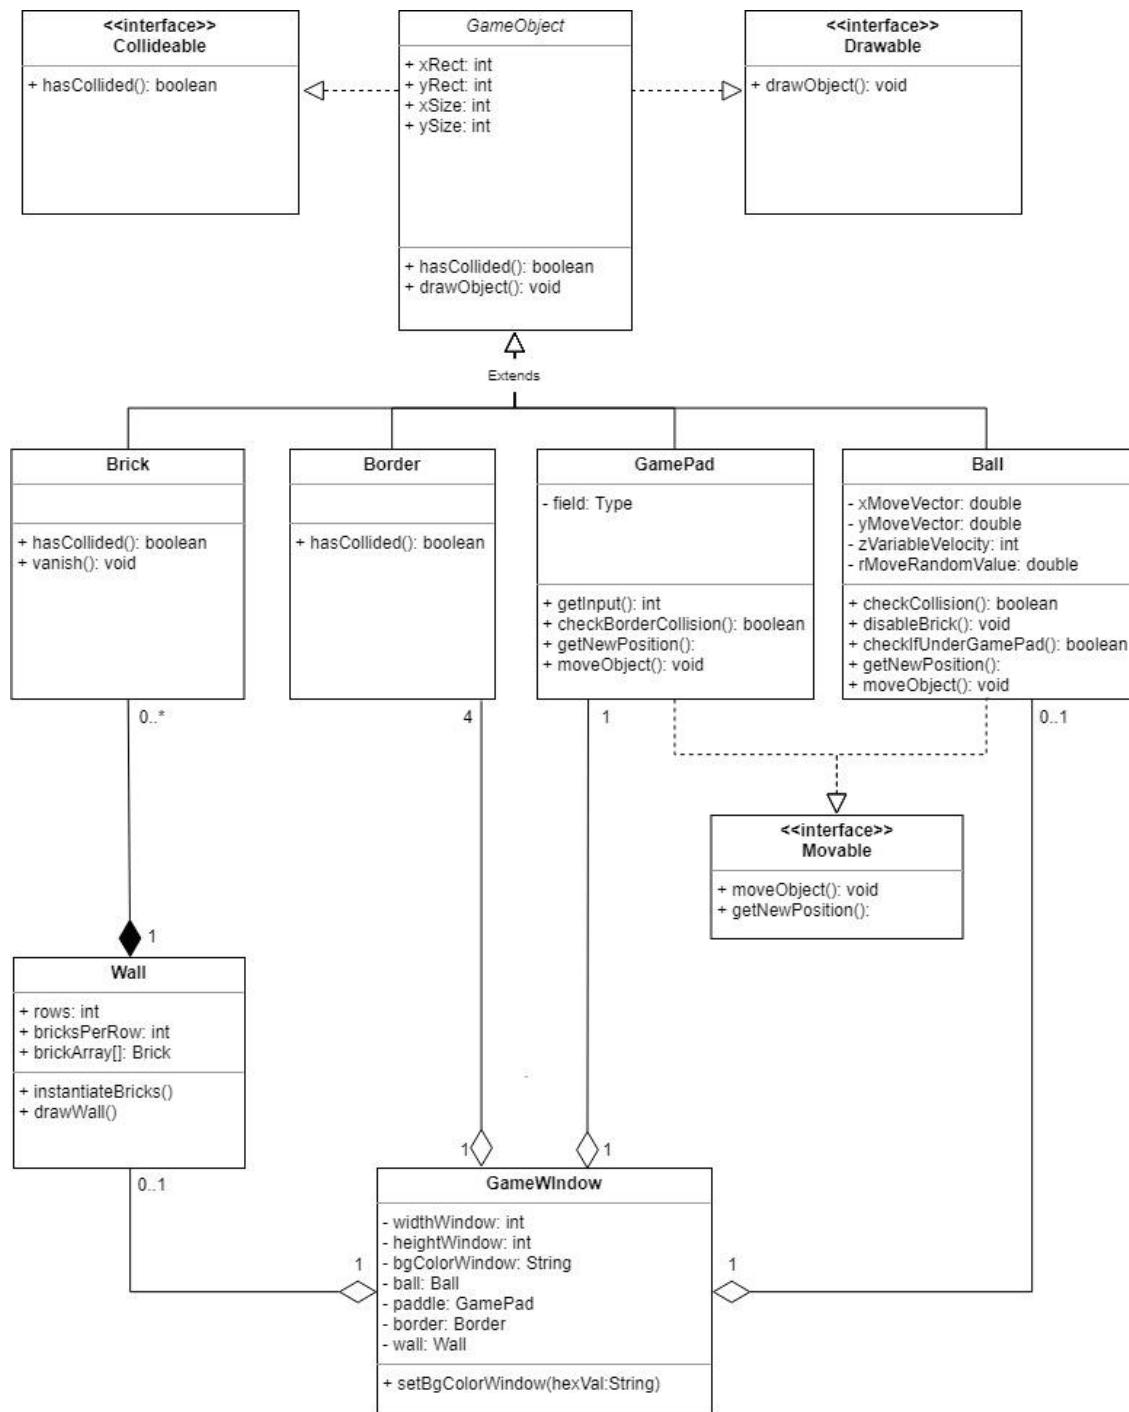 <<interface>>
Collideable
+ hasCollided(): boolean
GameObject
+ xRect: int
+ yRect: int
+ xSize: int
+ ySize: int
+ hasCollided(): boolean
+ drawObject(): void
<<interface>>
Drawable
+ drawObject(): void
Extends
Brick
+ hasCollided(): boolean
+ vanish(): void
Border
+ hasCollided(): boolean
GamePad
- field: Type
+ getInput(): int
+ checkBorderCollision(): boolean
+ getNewPosition():
+ moveObject(): void
Ball
- xMoveVector: double
- yMoveVector: double
- zVariableVelocity: int
- rMoveRandomValue: double
+ checkCollision(): boolean
+ disableBrick(): void
+ checkIfUnderGamePad(): boolean
+ getNewPosition():
+ moveObject(): void
0..*
4
1
0..1
<<interface>>
Movable
+ moveObject(): void
+ getNewPosition():
1
Wall
+ rows: int
+ bricksPerRow: int
+ brickArray[]: Brick
+ instantiateBricks()
+ drawWall()
0..1
1
1
1
1
GameWIndow
- widthWindow: int
- heightWindow: int
- bgColorWindow: String
- ball: Ball
- paddle: GamePad
- border: Border
- wall: Wall
+ setBgColorWindow(hexVal:String)